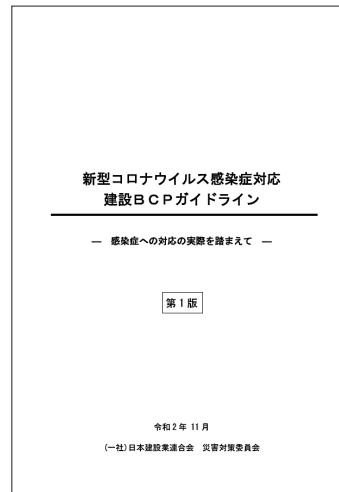 新型コロナウイルス感染症対応
建設BCPガイドライン
― 感染症への対応の実際を踏まえて ―
第1版
令和2年 11月
(一社)日本建設業連合会 災害対策委員会